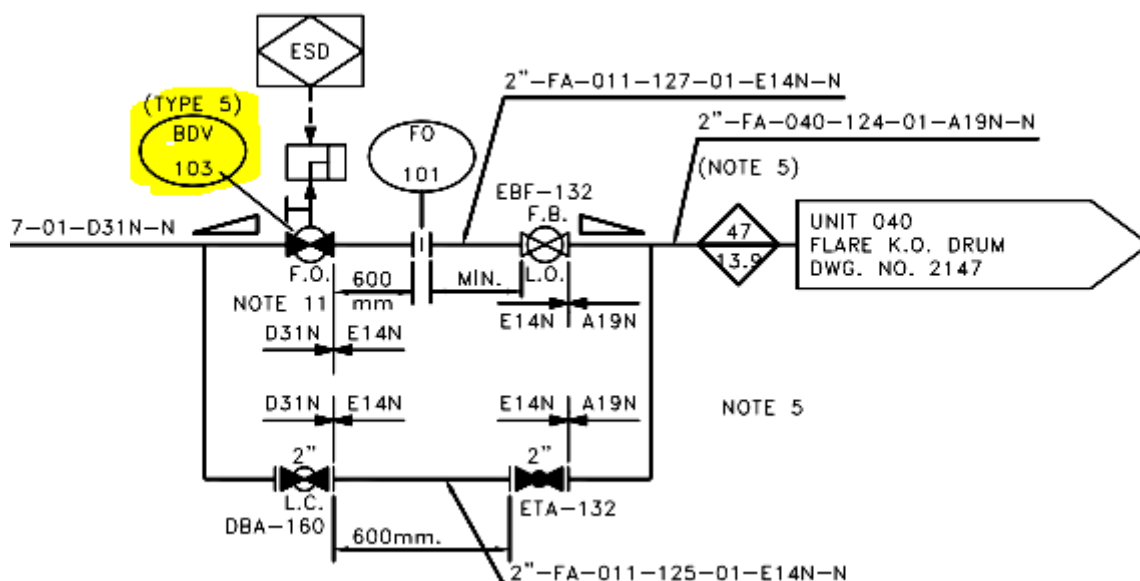 ESD
2"-FA-011-127-01-E14N-N
(TYPE 5)
BDV
103
FO
101
2"-FA-040-124-01-A19N-N
(NOTE 5)
EBF-132
F.B.
7-01-D31N-N
47
13.9
UNIT 040
FLARE K.O. DRUM
DWG. NO. 2147
F.O.
L.O.
600
mm
MIN.
NOTE 11
E14N A19N
D31N E14N
D31N E14N
E14N A19N
NOTE 5
2"
2"
L.C.
DBA-160
ETA-132
600mm.
2"-FA-011-125-01-E14N-N